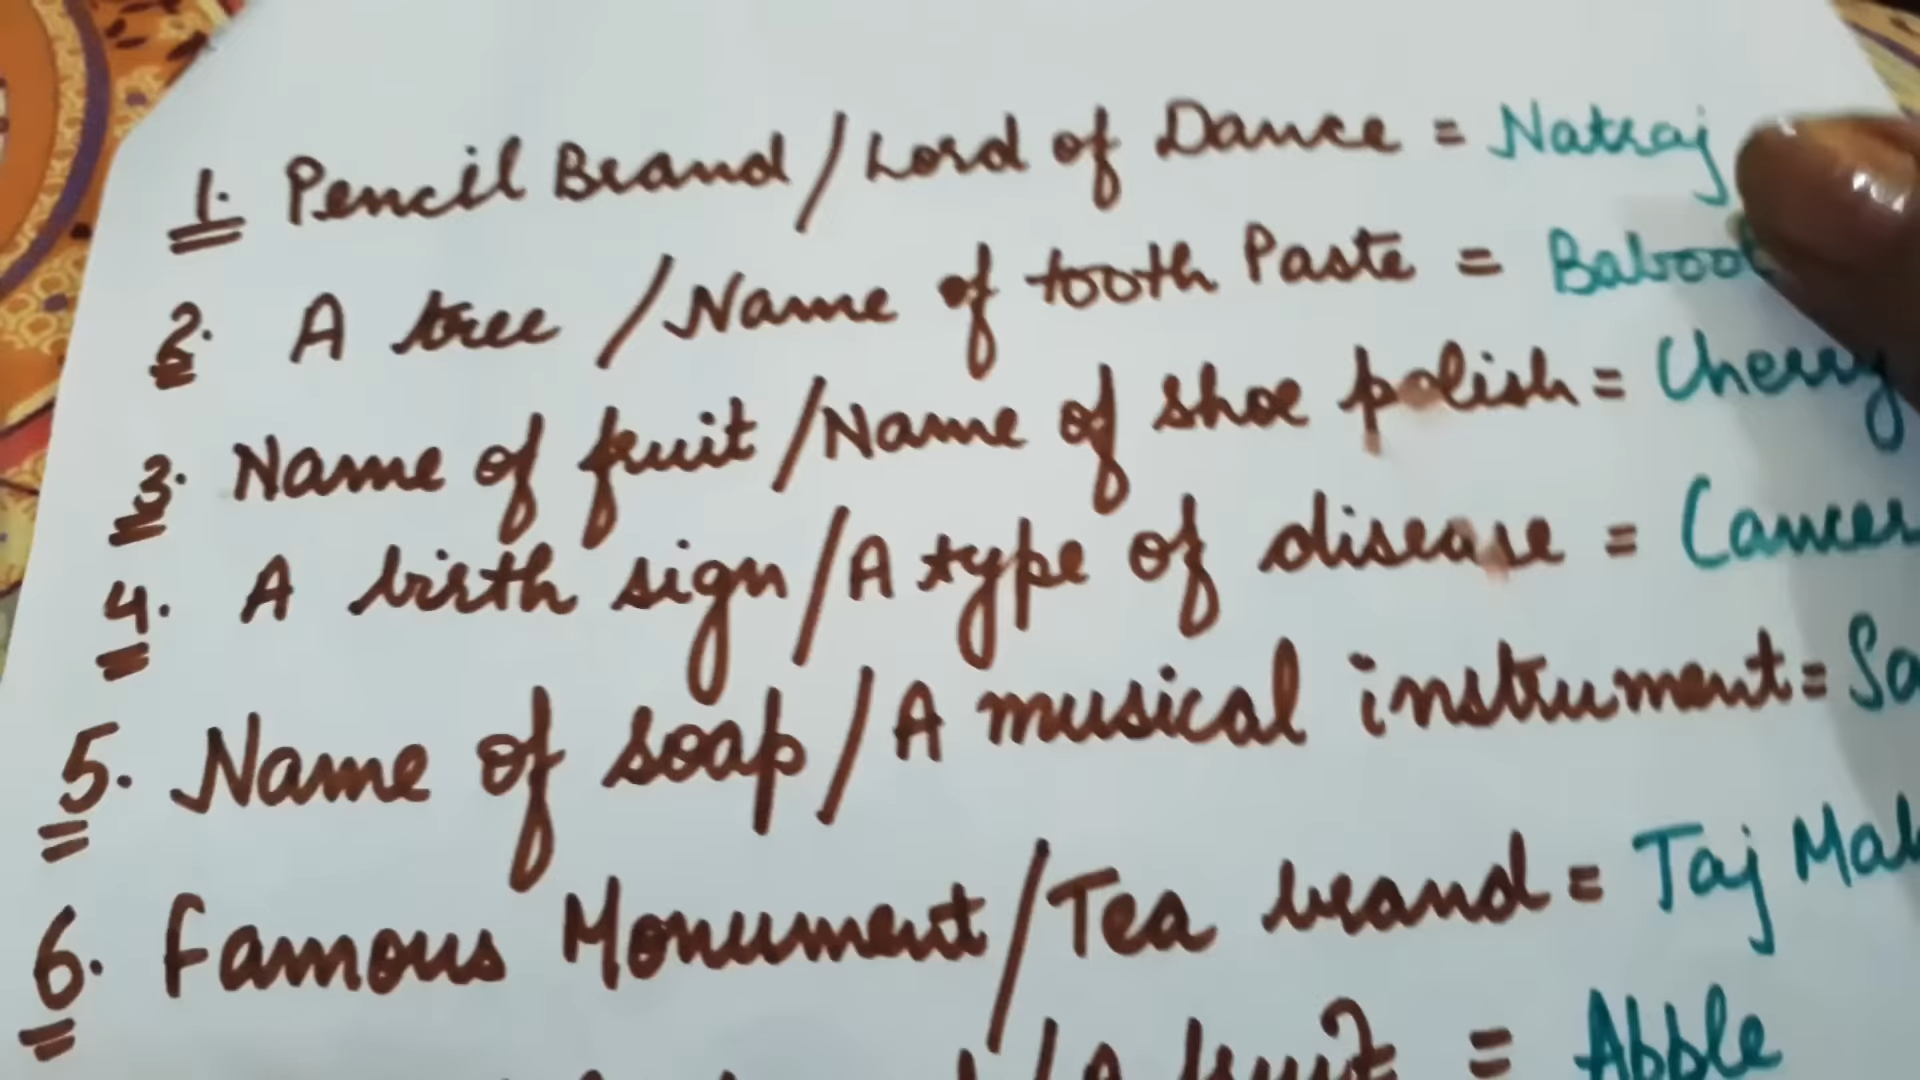 1. Pencil Brand / Lord of Dance = Natraj
2. A tree / Name of tooth Paste = Babool
3. Name of fruit / Name of shoe polish = Cherry
4. A birth sign / A type of disease = Cancer
5. Name of soap / A musical instrument =
6. Famous Monument / Tea brand = Taj
/ A fruit = Apple